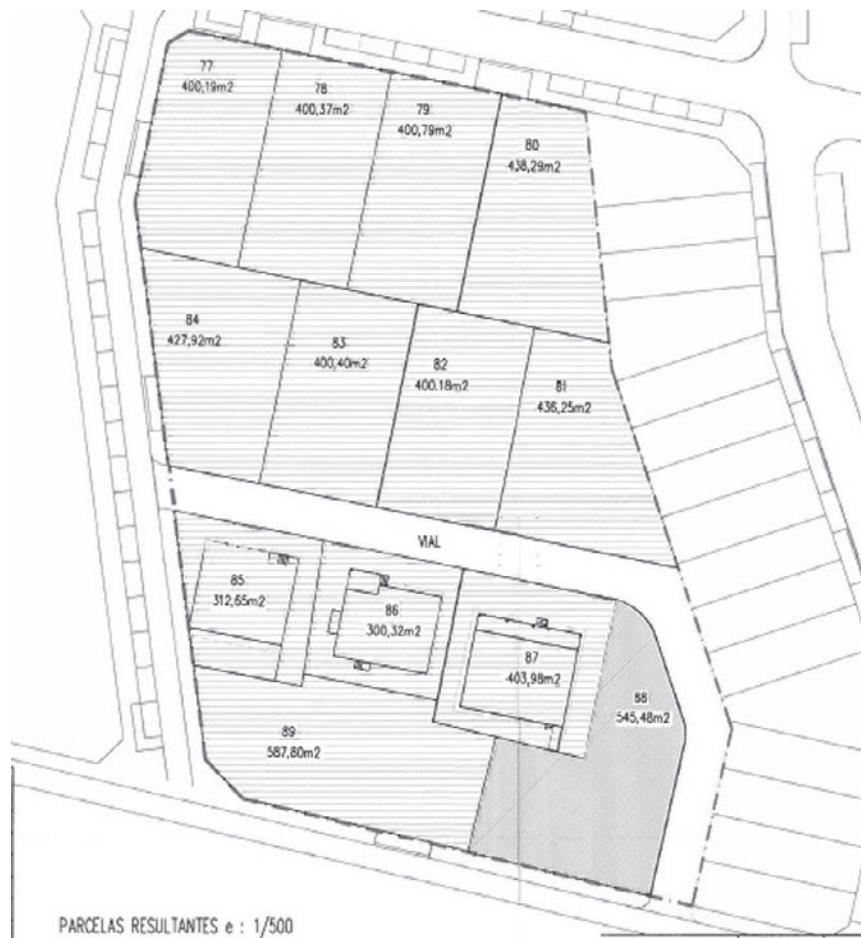 77
400,19m2
78
400,37m2
79
400,79m2
80
438,29m2
84
427,92m2
83
400,40m2
82
400.18m2
81
436,25m2
VIAL
85
312,65m2
86
300,32m2
87
403,98m2
88
545,48m2
89
587,80m2
PARCELAS RESULTANTES e : 1/500